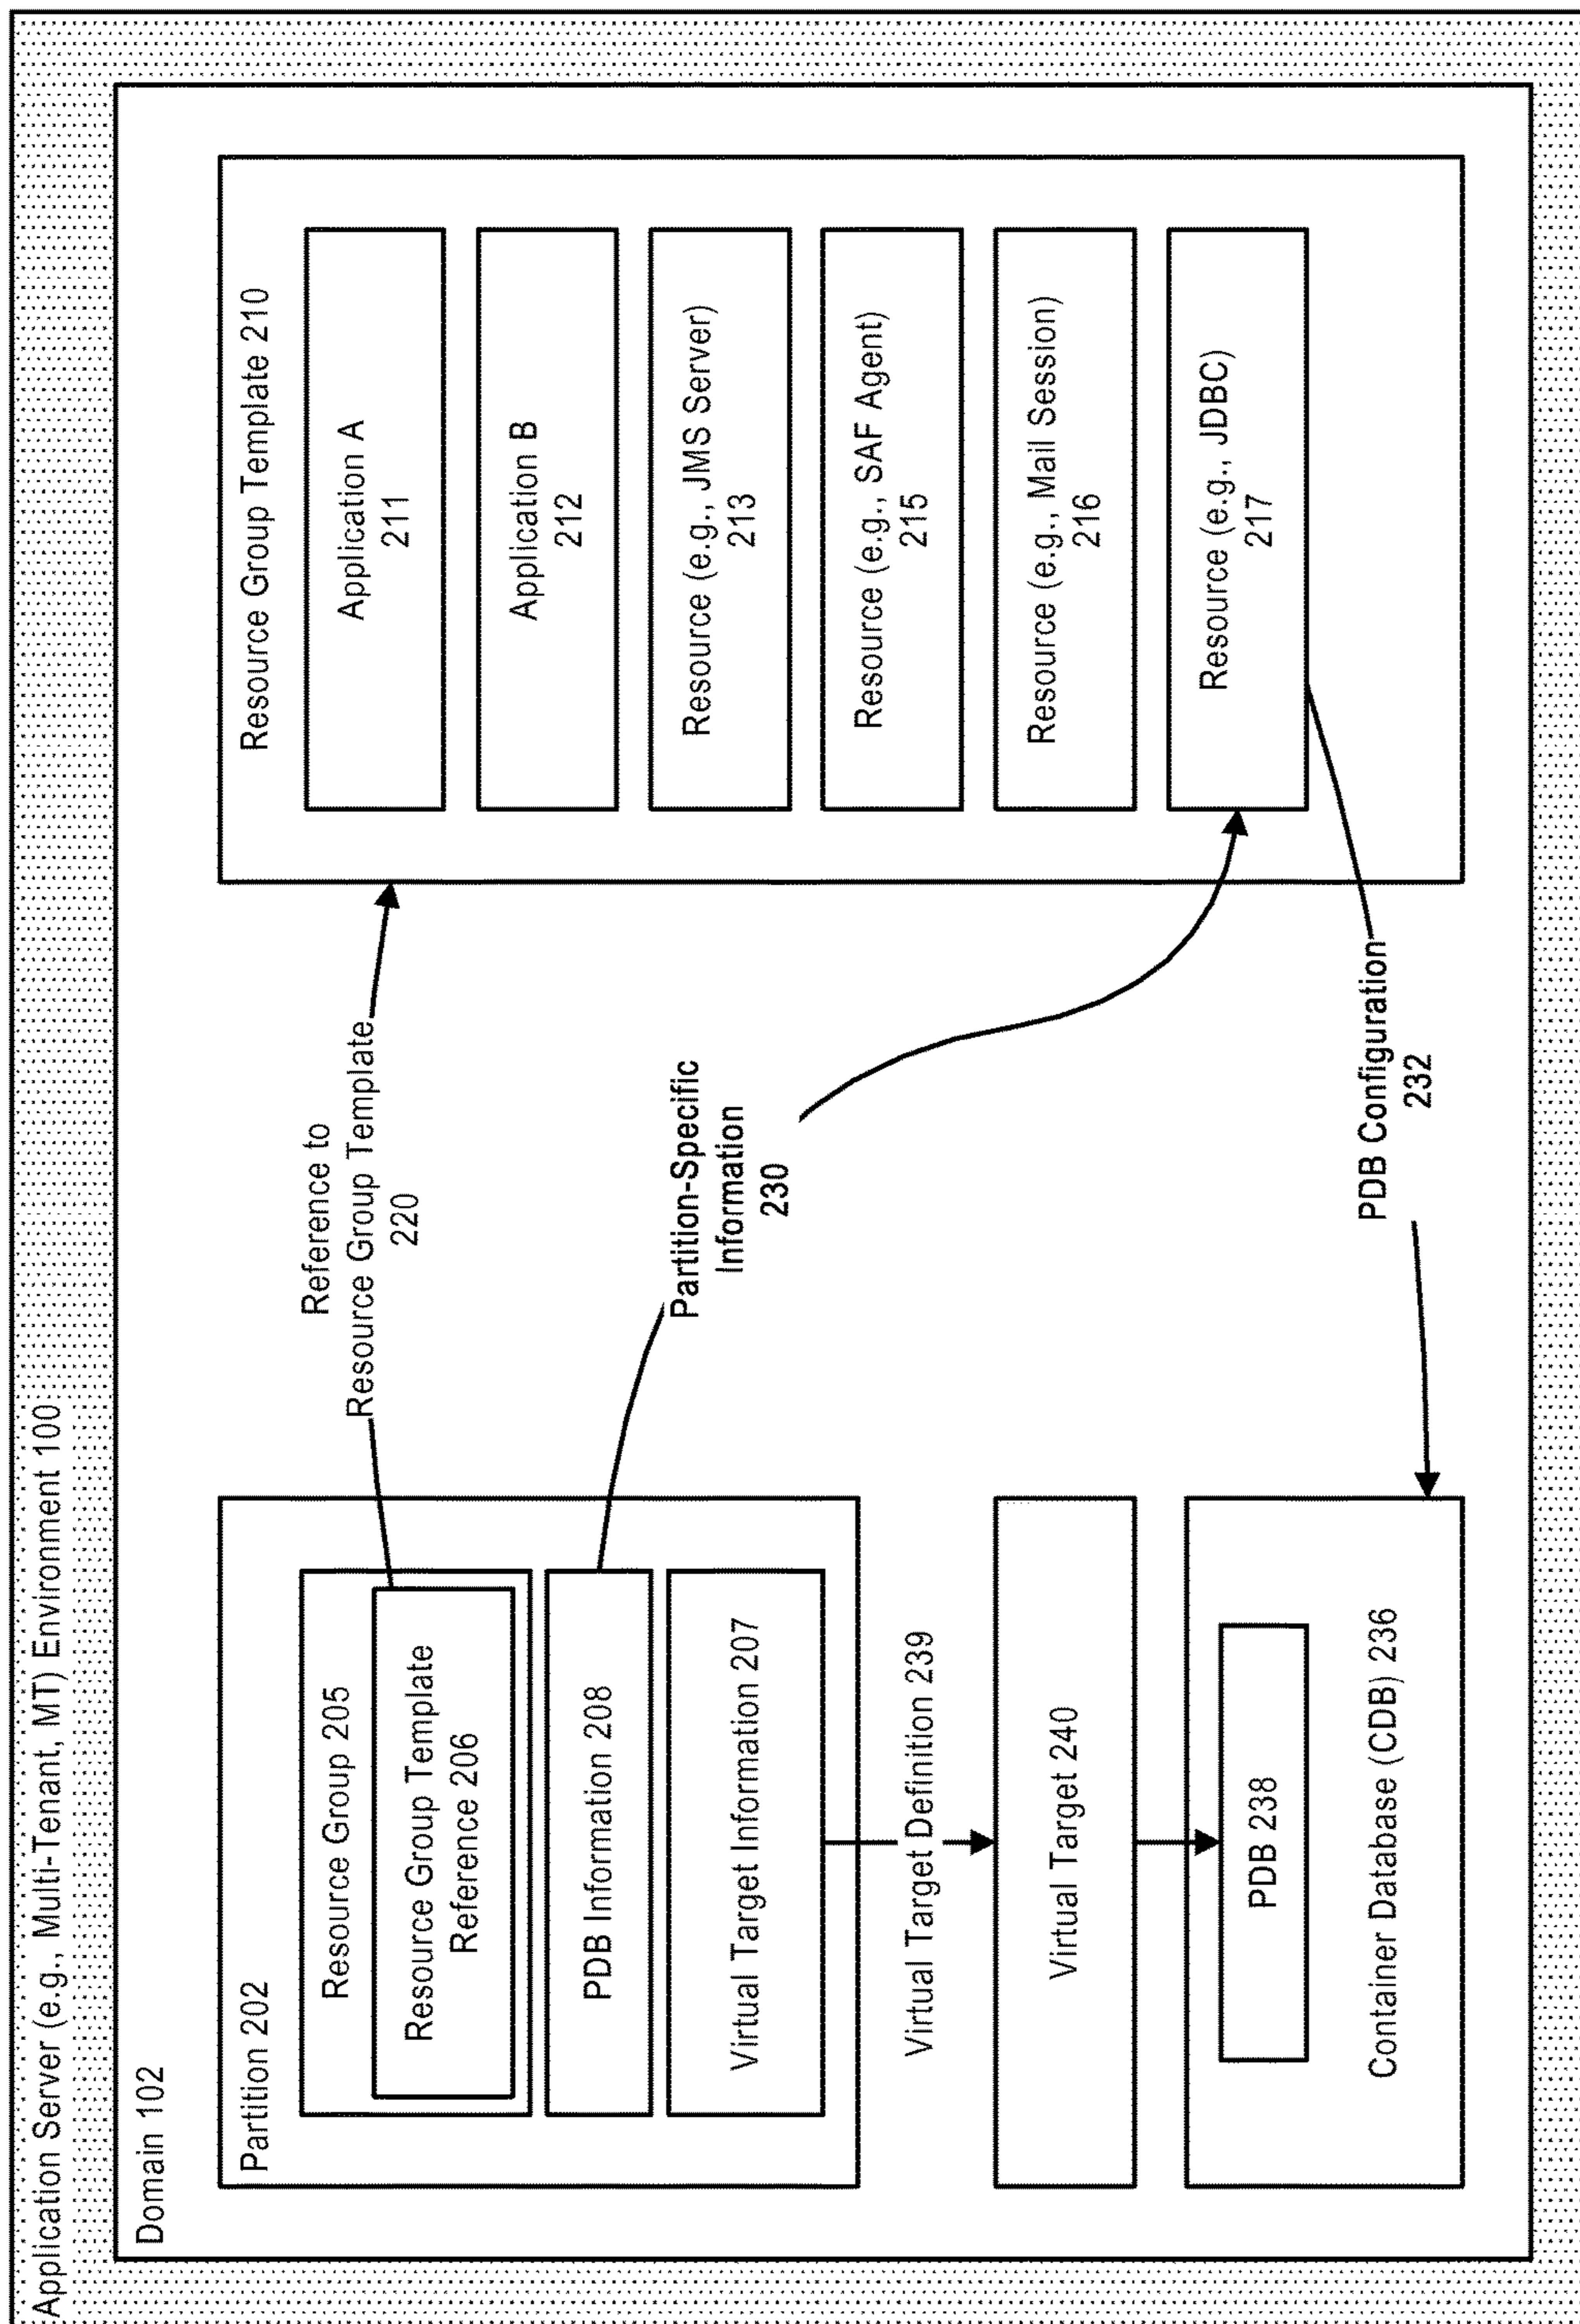 Application Server (e.g., Multi-Tenant, MT) Environment 100
Domain 102
Partition 202
Resource Group 205
Resource Group Template
Reference 206
PDB Information 208
Virtual Target Information 207
Virtual Target Definition 239
Virtual Target 240
PDB 238
Container Database (CDB) 236
Reference to
Resource Group Template
220
Partition-Specific
Information
230
PDB Configuration
232
Resource Group Template 210
Application A
211
Application B
212
Resource (e.g., JMS Server)
213
Resource (e.g., SAF Agent)
215
Resource (e.g., Mail Session)
216
Resource (e.g., JDBC)
217